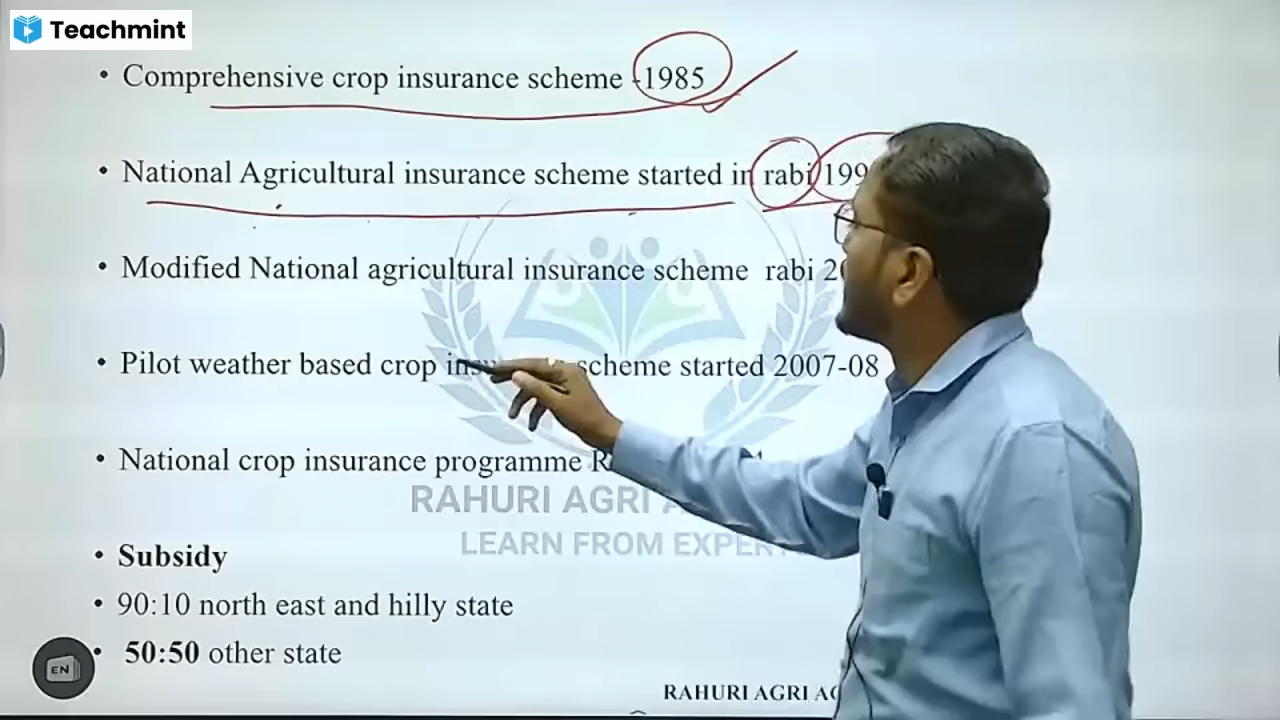 Teachmint
• Comprehensive crop insurance scheme -1985
• National Agricultural insurance scheme started in rabi 199
• Modified National agricultural insurance scheme rabi 20
• Pilot weather based crop scheme started 2007-08
• National crop insurance programme
RAHURI AGRI
LEARN FROM EXPERT
• Subsidy
• 90:10 north east and hilly state
• 50:50 other state
EN
RAHURI AGRI